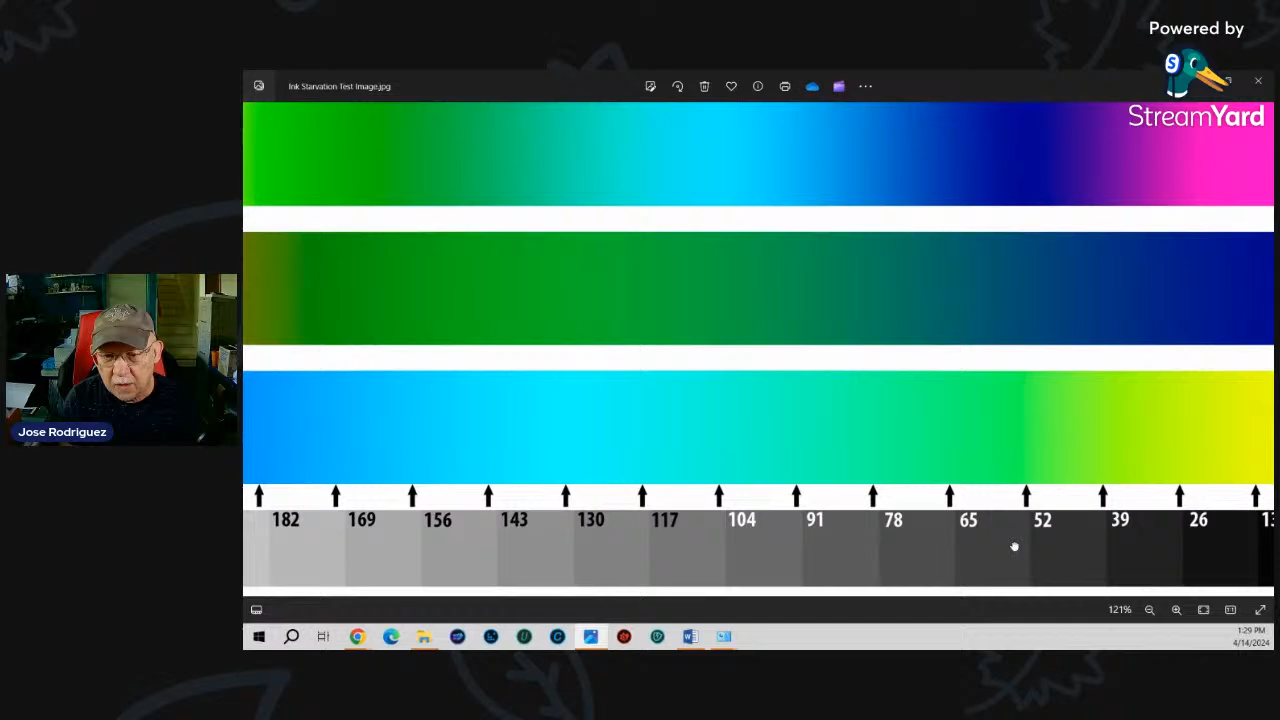 Powered by
S
StreamYard
Ink Starvation Test Image.jpg
182 169 156 143 130 117 104 91 78 65 52 39 26 13
Jose Rodriguez
121%
1:29 PM
4/14/2024